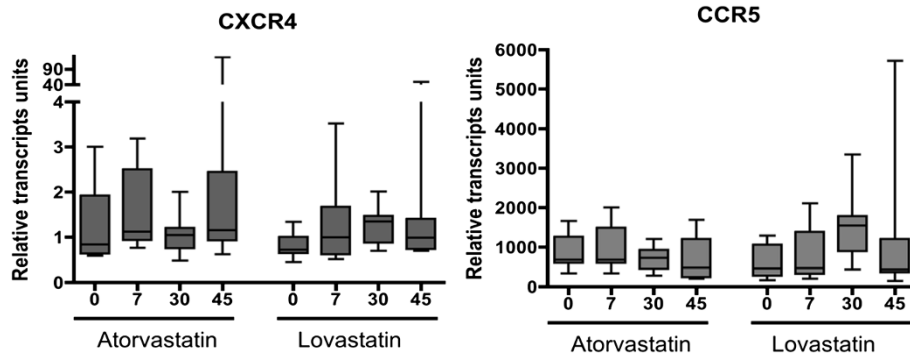 CXCR4
Relative transcripts units
90
40
4
3
2
1
0
0 7 30 45 0 7 30 45
Atorvastatin Lovastatin
CCR5
Relative transcripts units
6000
5000
4000
3000
2000
1000
0
0 7 30 45 0 7 30 45
Atorvastatin Lovastatin